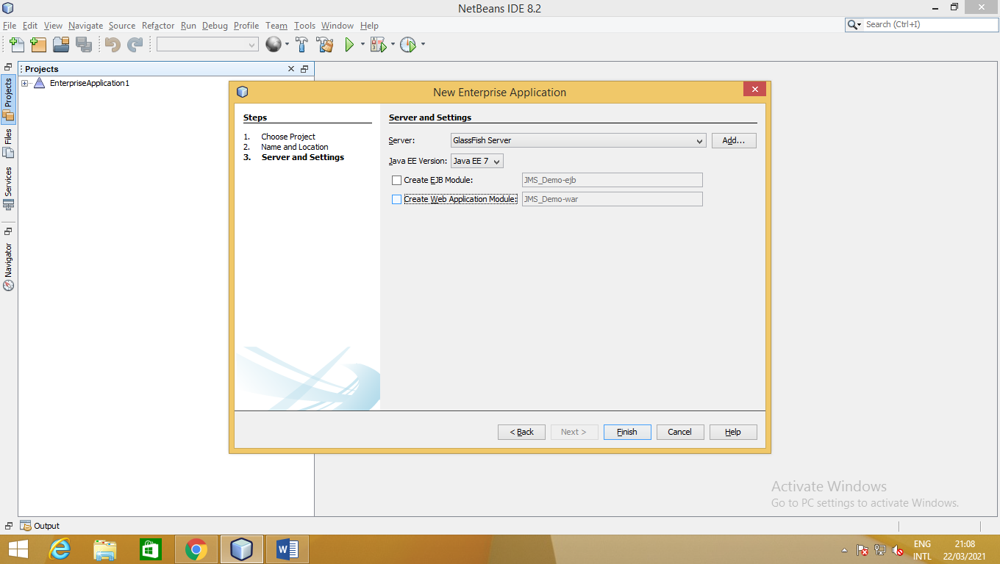 NetBeans IDE 8.2
File Edit View Navigate Source Refactor Run Debug Profile Team Tools Window Help
Search (Ctrl+I)
Projects
EnterpriseApplication1
Projects
Files
Services
Navigator
New Enterprise Application
Steps
1. Choose Project
2. Name and Location
3. Server and Settings
Server and Settings
Server: GlassFish Server Add...
Java EE Version: Java EE 7
Create EJB Module: JMS_Demo-ejb
Create Web Application Module: JMS_Demo-war
< Back Next > Finish Cancel Help
Activate Windows
Go to PC settings to activate Windows.
Output
ENG 21:08
INTL 22/03/2021